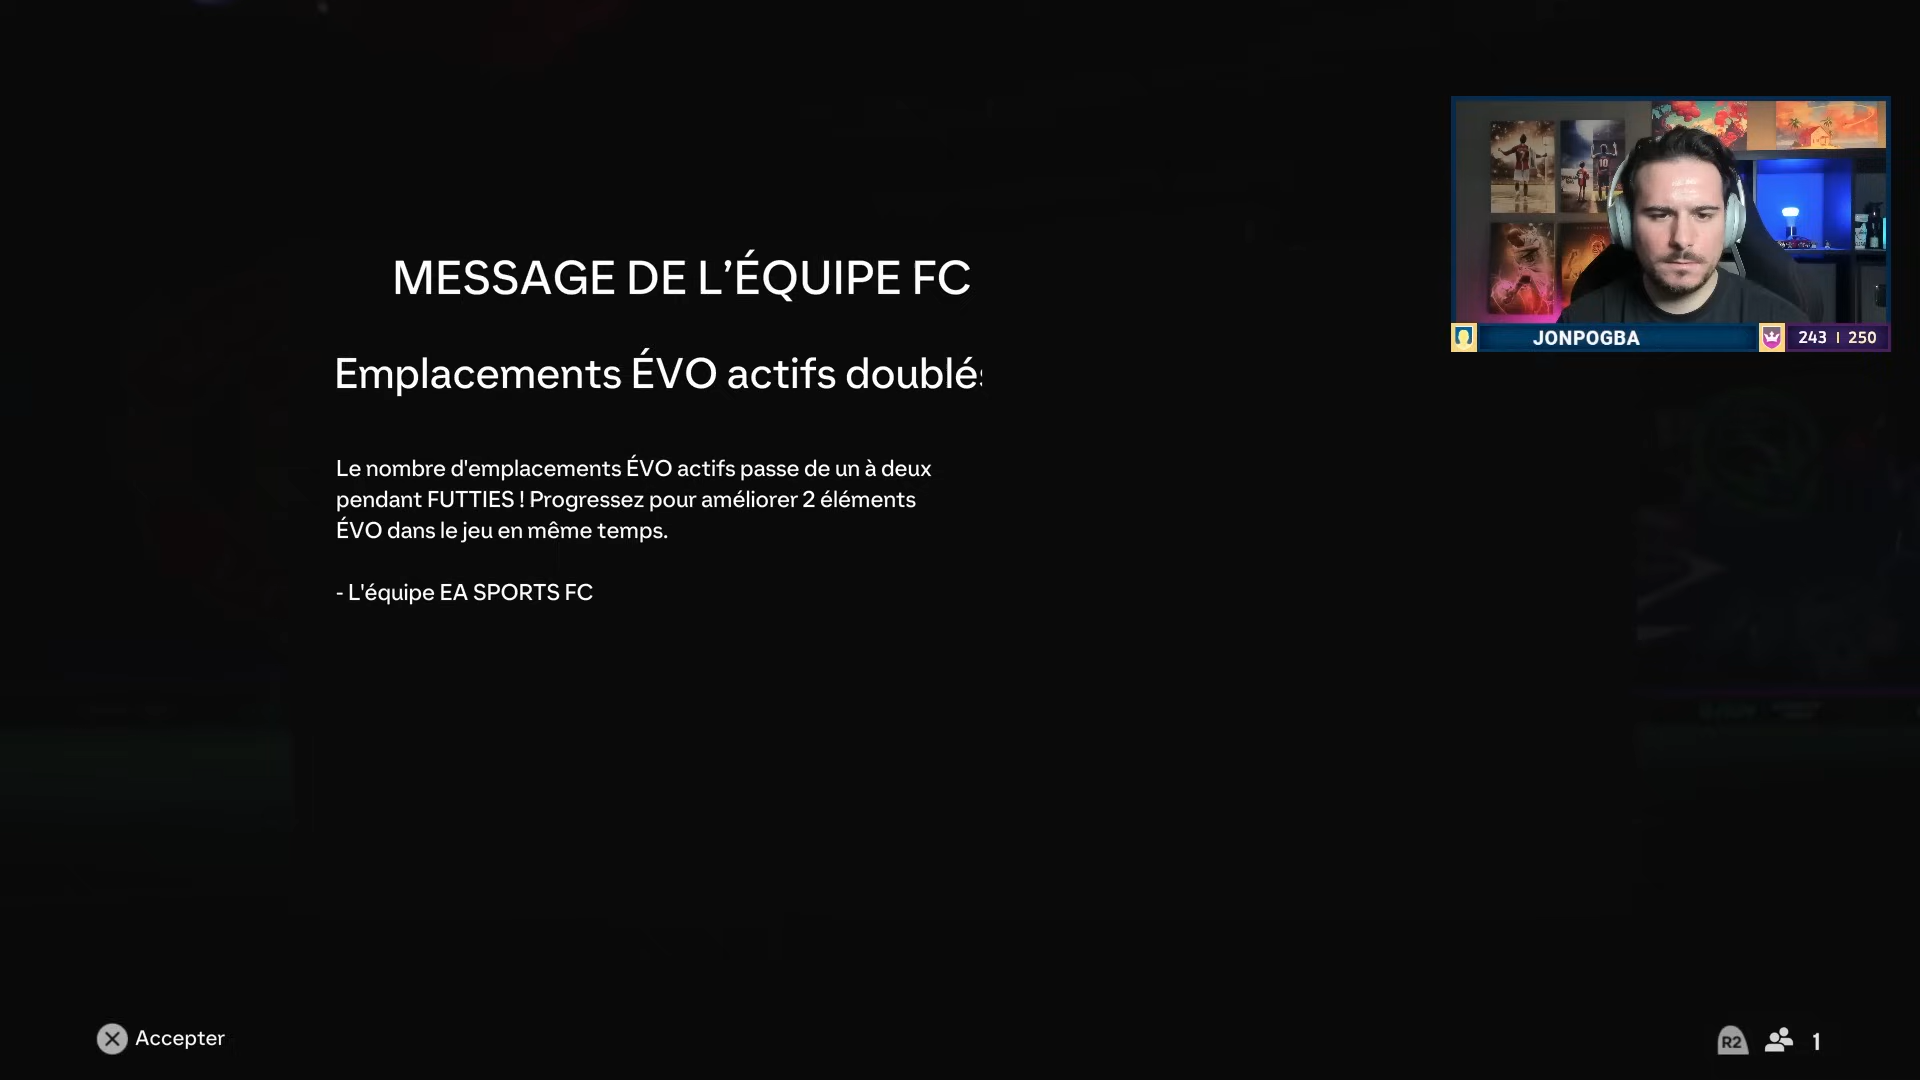 MESSAGE DE L’ÉQUIPE FC
Emplacements ÉVO actifs doublés
Le nombre d'emplacements ÉVO actifs passe de un à deux
pendant FUTTIES ! Progressez pour améliorer 2 éléments
ÉVO dans le jeu en même temps.
- L'équipe EA SPORTS FC
JONPOGBA
243 | 250
Accepter
R2
1